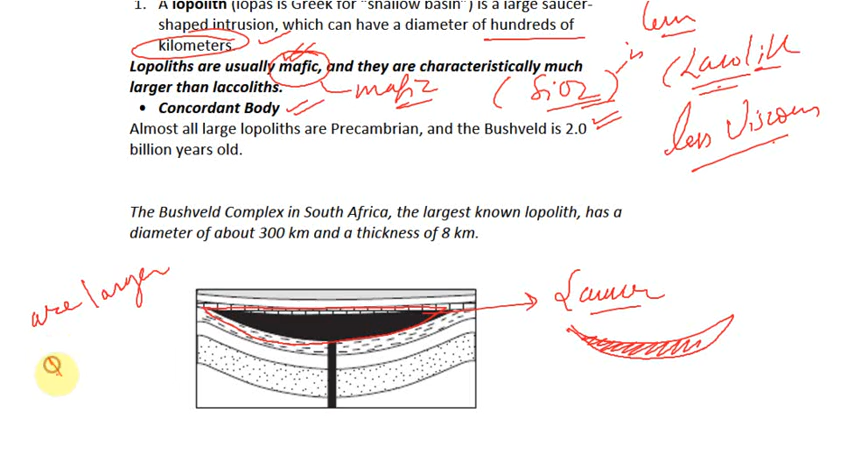 1. A lopolith (lopas is Greek for "shallow basin") is a large saucer-
shaped intrusion, which can have a diameter of hundreds of
kilometers.
Lopoliths are usually mafic, and they are characteristically much
larger than laccoliths.
• Concordant Body
Almost all large lopoliths are Precambrian, and the Bushveld is 2.0
billion years old.
mafiz
( SiO2 )
in
(Lacolith
less Viscous
The Bushveld Complex in South Africa, the largest known lopolith, has a
diameter of about 300 km and a thickness of 8 km.
are larger